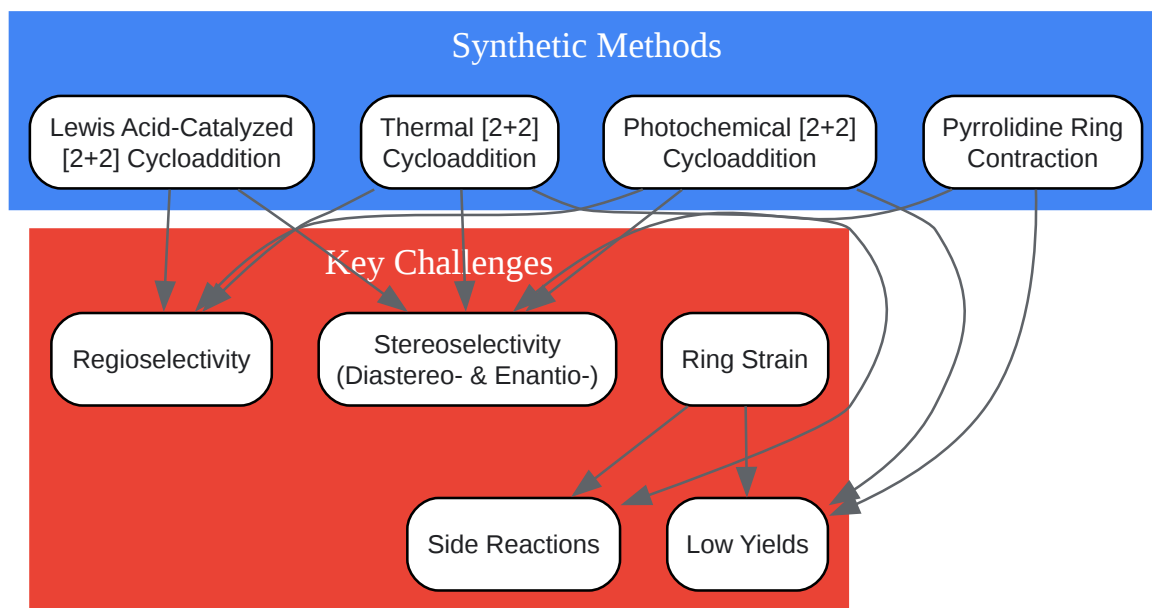 Synthetic Methods
Lewis Acid-Catalyzed
[2+2] Cycloaddition
Thermal [2+2]
Cycloaddition
Photochemical [2+2]
Cycloaddition
Pyrrolidine Ring
Contraction
Key Challenges
Regioselectivity
Stereoselectivity
(Diastereo- & Enantio-)
Ring Strain
Side Reactions
Low Yields